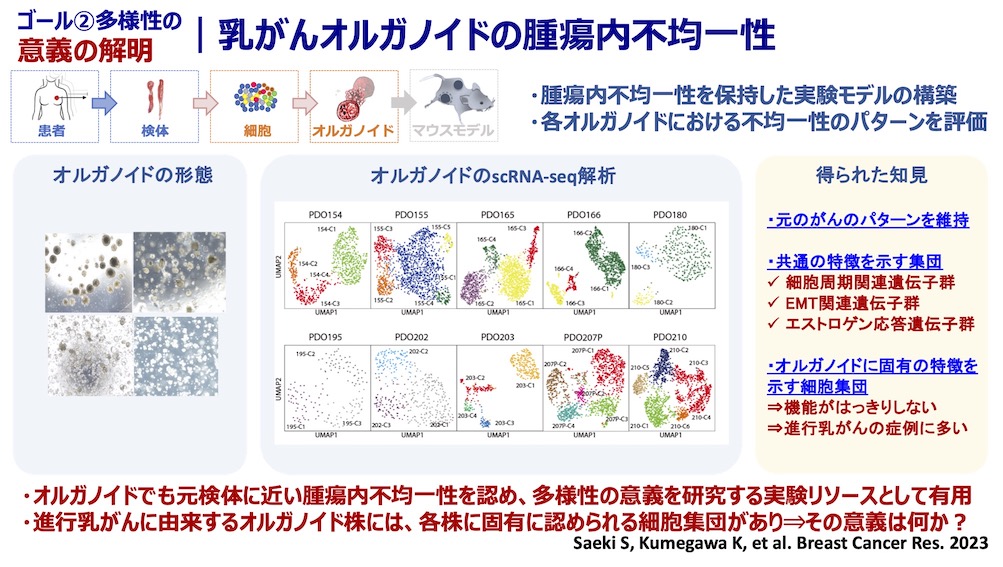 ゴール②多様性の
意義の解明
| 乳がんオルガノイドの腫瘍内不均一性
患者
検体
細胞
オルガノイド
マウスモデル
・腫瘍内不均一性を保持した実験モデルの構築
・各オルガノイドにおける不均一性のパターンを評価
オルガノイドの形態
オルガノイドのscRNA-seq解析
PDO154
PDO155
PDO165
PDO166
PDO180
154-C1
154-C2
154-C4
154-C3
155-C3
155-C5
155-C1
155-C2
155-C4
165-C3
165-C4
165-C2
165-C1
166-C2
166-C4
166-C3
166-C1
180-C1
180-C3
180-C2
UMAP2
UMAP1
UMAP1
UMAP1
UMAP1
UMAP1
PDO195
PDO202
PDO203
PDO207P
PDO210
195-C2
195-C1
195-C3
202-C2
202-C3
202-C1
203-C2
203-C1
203-C4
203-C3
207P-C1
207P-C4
207P-C2
207P-C3
210-C2
210-C3
210-C5
210-C4
210-C1
210-C6
UMAP2
UMAP1
UMAP1
UMAP1
UMAP1
UMAP1
得られた知見
・元のがんのパターンを維持
・共通の特徴を示す集団
✓ 細胞周期関連遺伝子群
✓ EMT関連遺伝子群
✓ エストロゲン応答遺伝子群
・オルガノイドに固有の特徴を
示す細胞集団
⇒機能がはっきりしない
⇒進行乳がんの症例に多い
・オルガノイドでも元検体に近い腫瘍内不均一性を認め、多様性の意義を研究する実験リソースとして有用
・進行乳がんに由来するオルガノイド株には、各株に固有に認められる細胞集団があり⇒その意義は何か？
Saeki S, Kumegawa K, et al. Breast Cancer Res. 2023